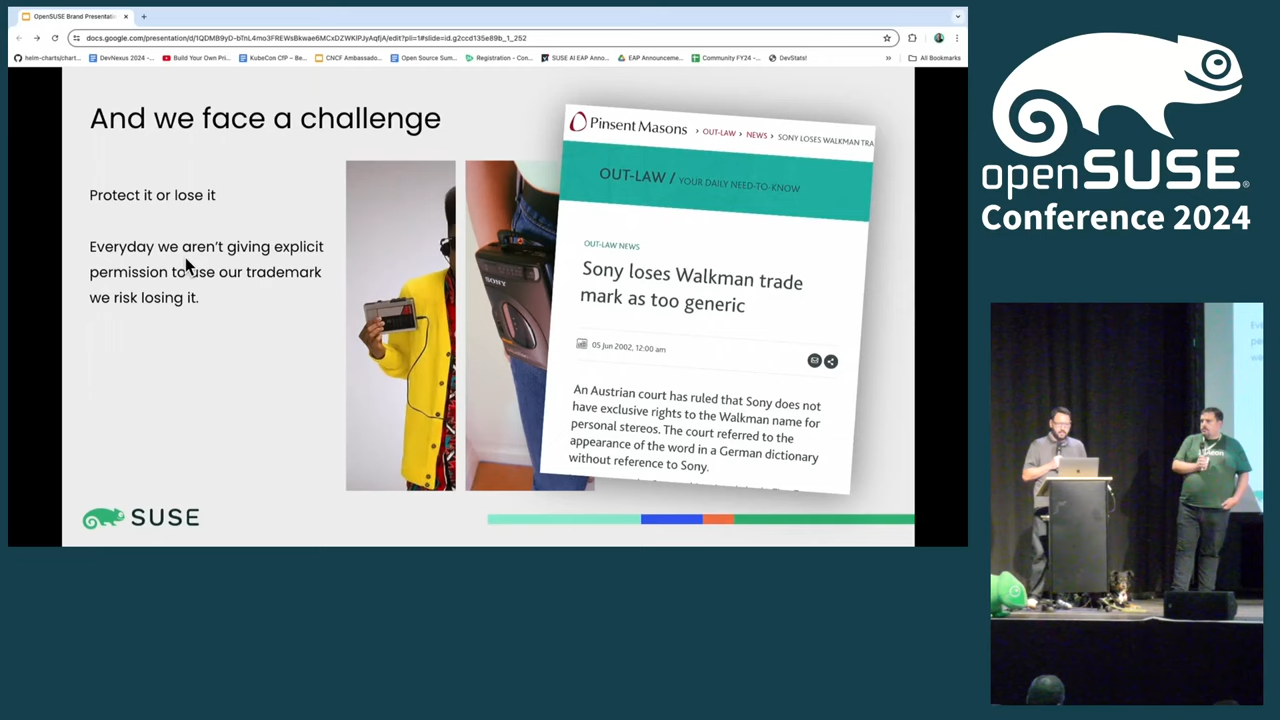 OpenSUSE Brand Presentatio
docs.google.com/presentation/d/1QDMB9yD-bTnL4mo3FREWsBkwae6MCxDZWKlPJyAqfjA/edit?pli=1#slide=id.g2ccd135e89b_1_252
helm-charts/chart...
DevNexus 2024 -...
Build Your Own Pri...
KubeCon CfP – Be...
CNCF Ambassado...
Open Source Sum...
Registration - Con...
SUSE AI EAP Anno...
EAP Announceme...
Community FY24 -...
DevStats!
All Bookmarks
And we face a challenge
Protect it or lose it
Everyday we aren't giving explicit
permission to use our trademark
we risk losing it.
SONY
Pinsent Masons
OUT-LAW > NEWS > SONY LOSES WALKMAN TRA
OUT-LAW / YOUR DAILY NEED-TO-KNOW
OUT-LAW NEWS
Sony loses Walkman trade
mark as too generic
05 Jun 2002, 12:00 am
An Austrian court has ruled that Sony does not
have exclusive rights to the Walkman name for
personal stereos. The court referred to the
appearance of the word in a German dictionary
without reference to Sony.
SUSE
openSUSE®
Conference 2024